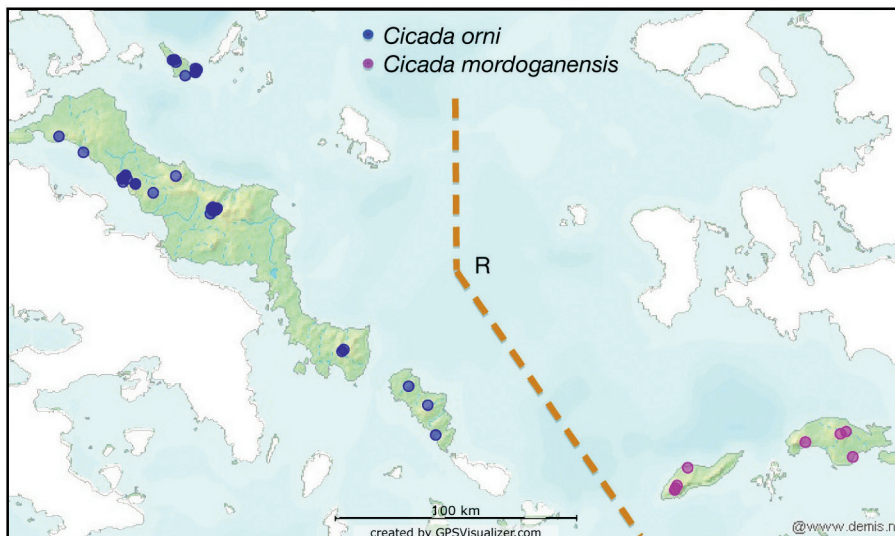 Cicada orni
Cicada mordoganensis
R
100 km
created by GPSVisualizer.com
@www.demis.n